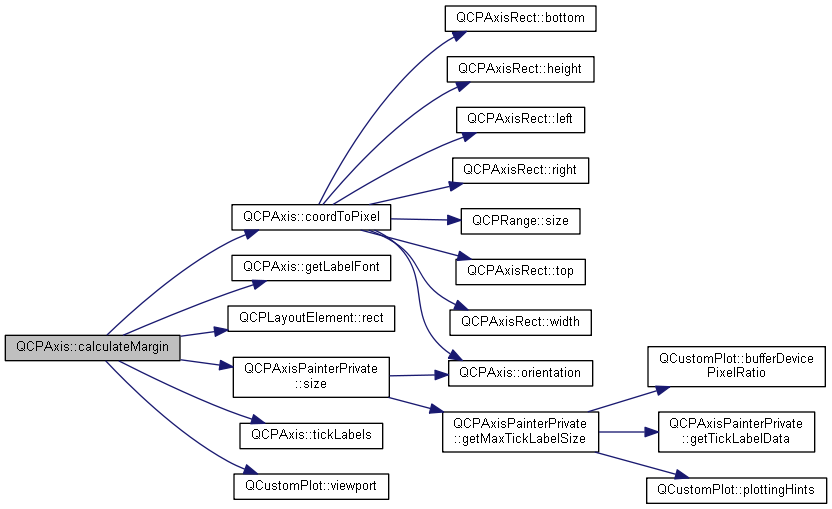 QCPAxis::calculateMargin
QCPAxis::coordToPixel
QCPAxis::getLabelFont
QCPLayoutElement::rect
QCPAxisPainterPrivate
::size
QCPAxis::tickLabels
QCustomPlot::viewport
QCPAxisRect::bottom
QCPAxisRect::height
QCPAxisRect::left
QCPAxisRect::right
QCPRange::size
QCPAxisRect::top
QCPAxisRect::width
QCPAxis::orientation
QCPAxisPainterPrivate
::getMaxTickLabelSize
QCustomPlot::bufferDevice
PixelRatio
QCPAxisPainterPrivate
::getTickLabelData
QCustomPlot::plottingHints